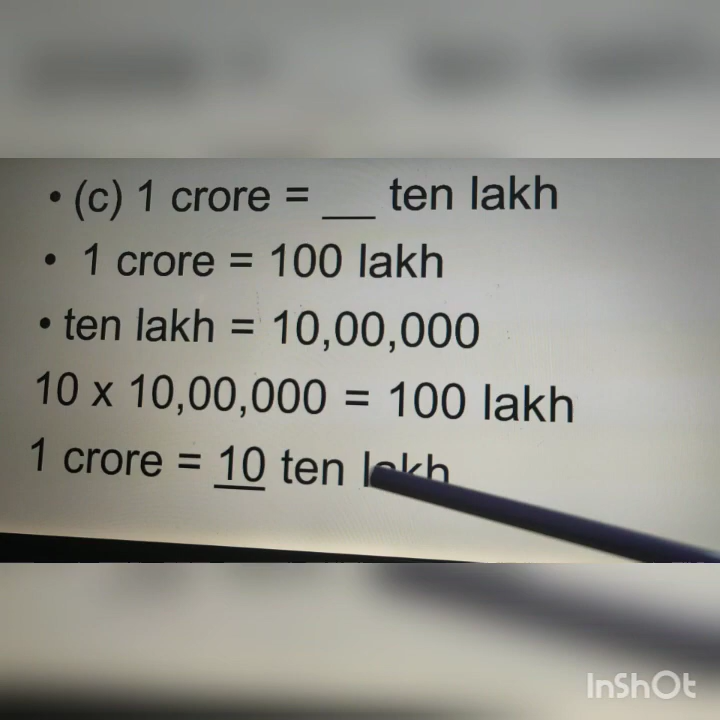 • (c) 1 crore = ___ ten lakh
• 1 crore = 100 lakh
• ten lakh = 10,00,000
10 x 10,00,000 = 100 lakh
1 crore = 10 ten lakh
InShOt